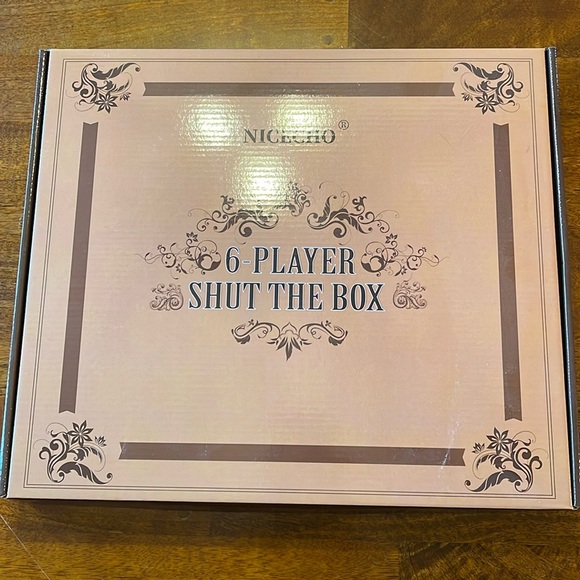 NICECHO®
6-PLAYER
SHUT THE BOX